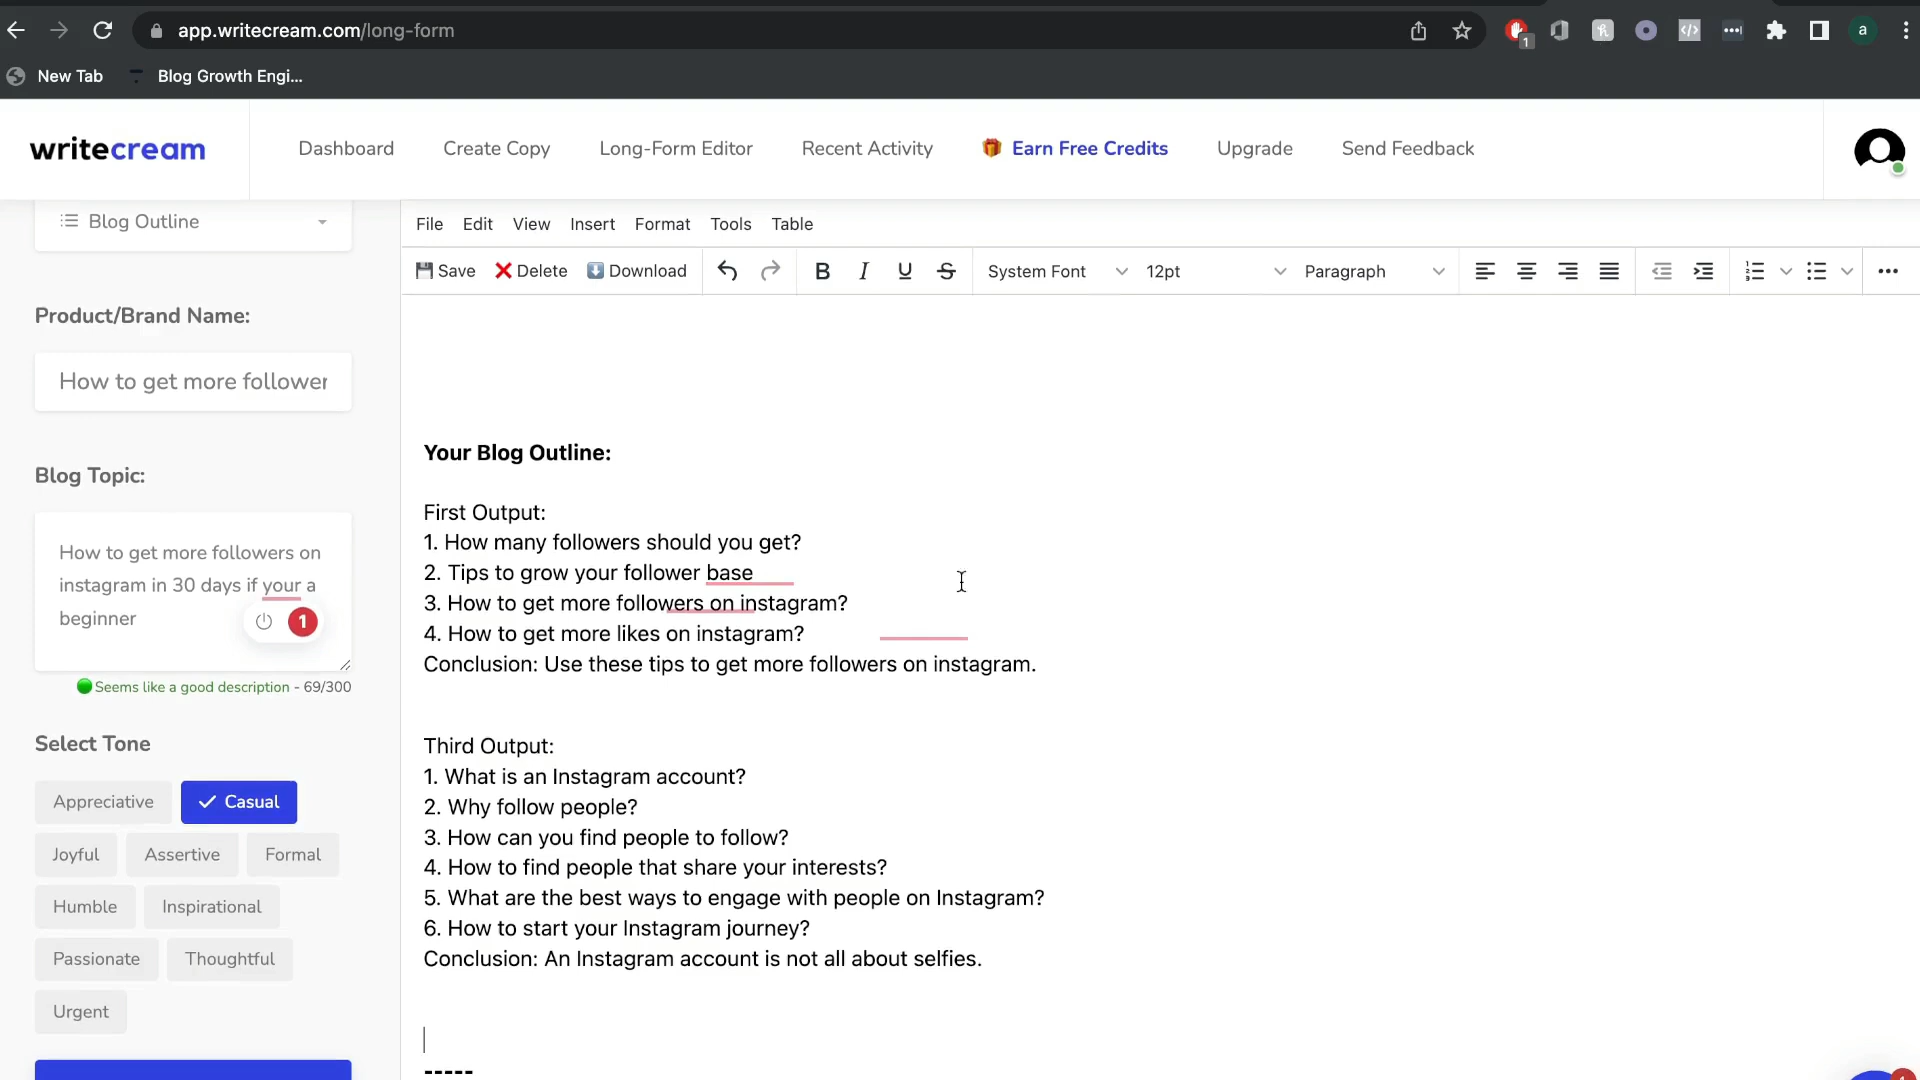 app.writecream.com/long-form
1
a
New Tab
Blog Growth Engi...
writecream
Dashboard
Create Copy
Long-Form Editor
Recent Activity
Earn Free Credits
Upgrade
Send Feedback
Blog Outline
File Edit View Insert Format Tools Table
Save Delete Download
B I U S
System Font
12pt
Paragraph
Product/Brand Name:
How to get more follower
Blog Topic:
How to get more followers on
instagram in 30 days if your a
beginner
1
Seems like a good description - 69/300
Select Tone
Appreciative
Casual
Joyful
Assertive
Formal
Humble
Inspirational
Passionate
Thoughtful
Urgent
Your Blog Outline:
First Output:
1. How many followers should you get?
2. Tips to grow your follower base
3. How to get more followers on instagram?
4. How to get more likes on instagram?
Conclusion: Use these tips to get more followers on instagram.
Third Output:
1. What is an Instagram account?
2. Why follow people?
3. How can you find people to follow?
4. How to find people that share your interests?
5. What are the best ways to engage with people on Instagram?
6. How to start your Instagram journey?
Conclusion: An Instagram account is not all about selfies.
-----